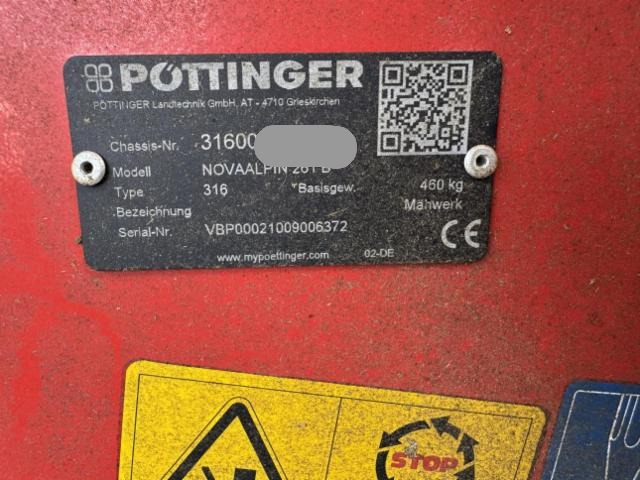 PÖTTINGER
PÖTTINGER Landtechnik GmbH, AT - 4710 Grieskirchen
Chassis-Nr. 31600
Modell NOVAALPIN 261 B
Type 316 Basisgew. 460 kg
Bezeichnung Mähwerk
Serial-Nr. VBP00021009006372
CE
www.mypoettinger.com 02-DE
STOP